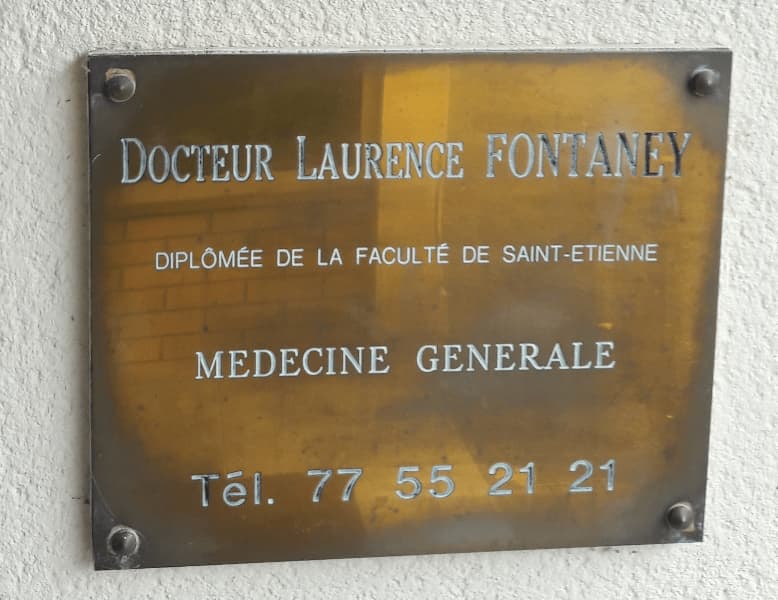 DOCTEUR LAURENCE FONTANEY
DIPLÔMÉE DE LA FACULTÉ DE SAINT-ETIENNE
MEDECINE GENERALE
Tél. 77 55 21 21